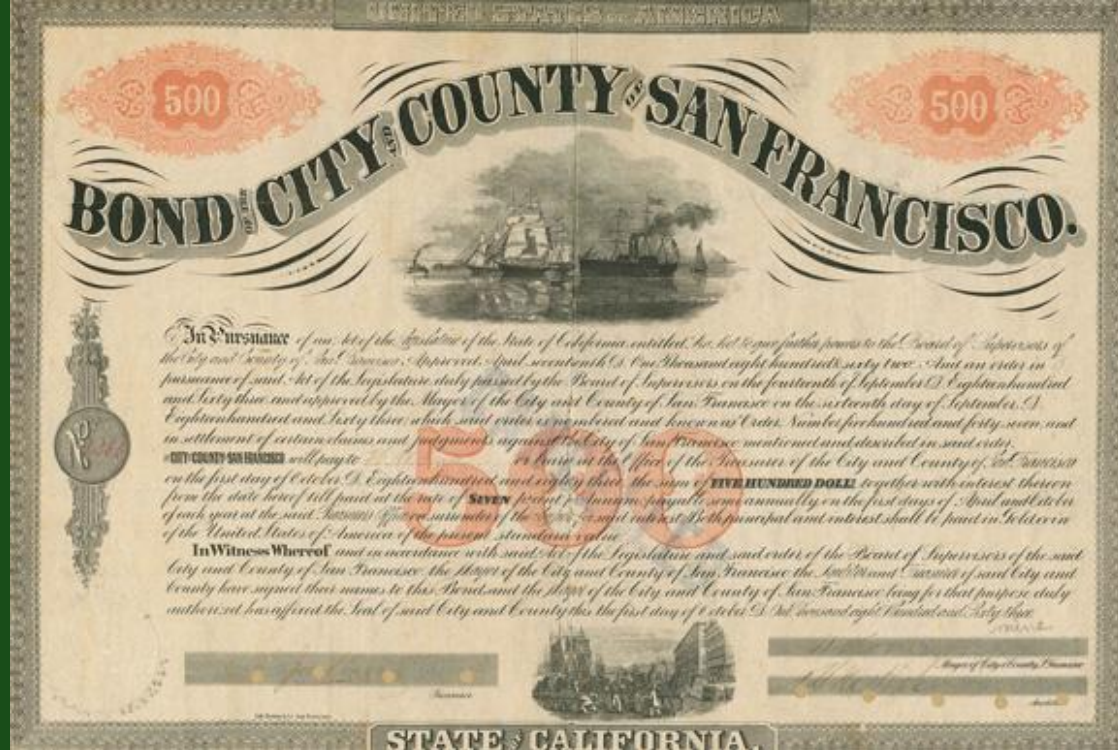 UNITED STATES OF AMERICA
500
500
BOND OF THE CITY AND COUNTY OF SAN FRANCISCO.
In Pursuance of an Act of the Legislature of the State of California entitled An Act to give further powers to the Board of Supervisors of
the City and County of San Francisco, Approved April seventeenth A.D. One Thousand eight hundred & sixty two And an order in
pursuance of said Act of the Legislature duly passed by the Board of Supervisors on the fourteenth of September A.D. Eighteen hundred
and Sixty three and approved by the Mayor of the City and County of San Francisco on the sixteenth day of September A.D.
Eighteen hundred and Sixty three which said order is numbered and known as Order Number five hundred and forty seven and
in settlement of certain claims and judgments against the City of San Francisco mentioned and described in said order.
CITY COUNTY SAN FRANCISCO will pay to or bearer at the Office of the Treasurer of the City and County of San Francisco
on the first day of October A.D. Eighteen hundred and eighty three the sum of FIVE HUNDRED DOLL together with interest thereon
from the date hereof till paid at the rate of SEVEN per cent per annum payable semi annually on the first day of April and October
of each year at the said Treasurers Office on surrender of the said interest Both principal and interest shall be paid in Gold coin
of the United States of America of the present standard value
500
In Witness Whereof and in accordance with said Act of the Legislature and said order of the Board of Supervisors of the said
City and County of San Francisco the Mayor of the City and County of San Francisco the Auditor and Treasurer of said City and
County have signed their names to this Bond and the Mayor of the City and County of San Francisco being for that purpose duly
authorized has affixed the Seal of said City and County this the first day of October A.D. One thousand eight Hundred and Sixty three
No
Treasurer
Mayor of City & County S. Francisco
Auditor
STATE OF CALIFORNIA.